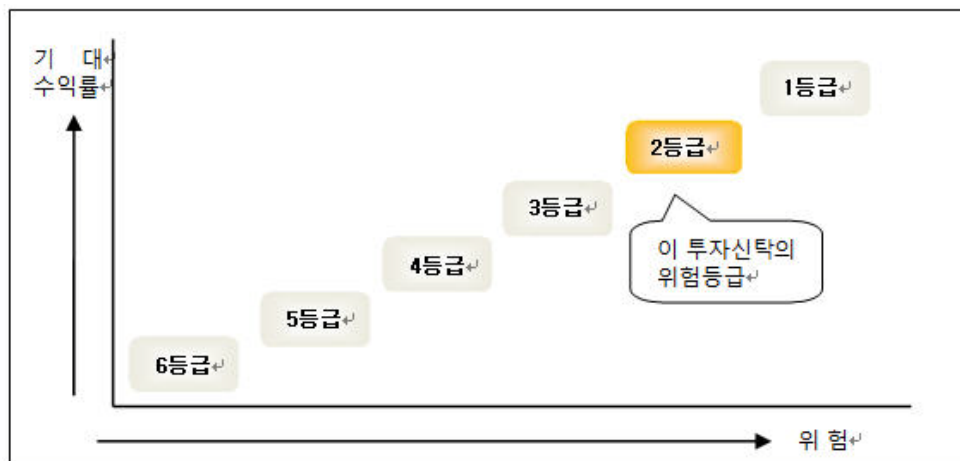 기 대
수익률
1등급
2등급
3등급
이 투자신탁의
위험등급
4등급
5등급
6등급
위 험